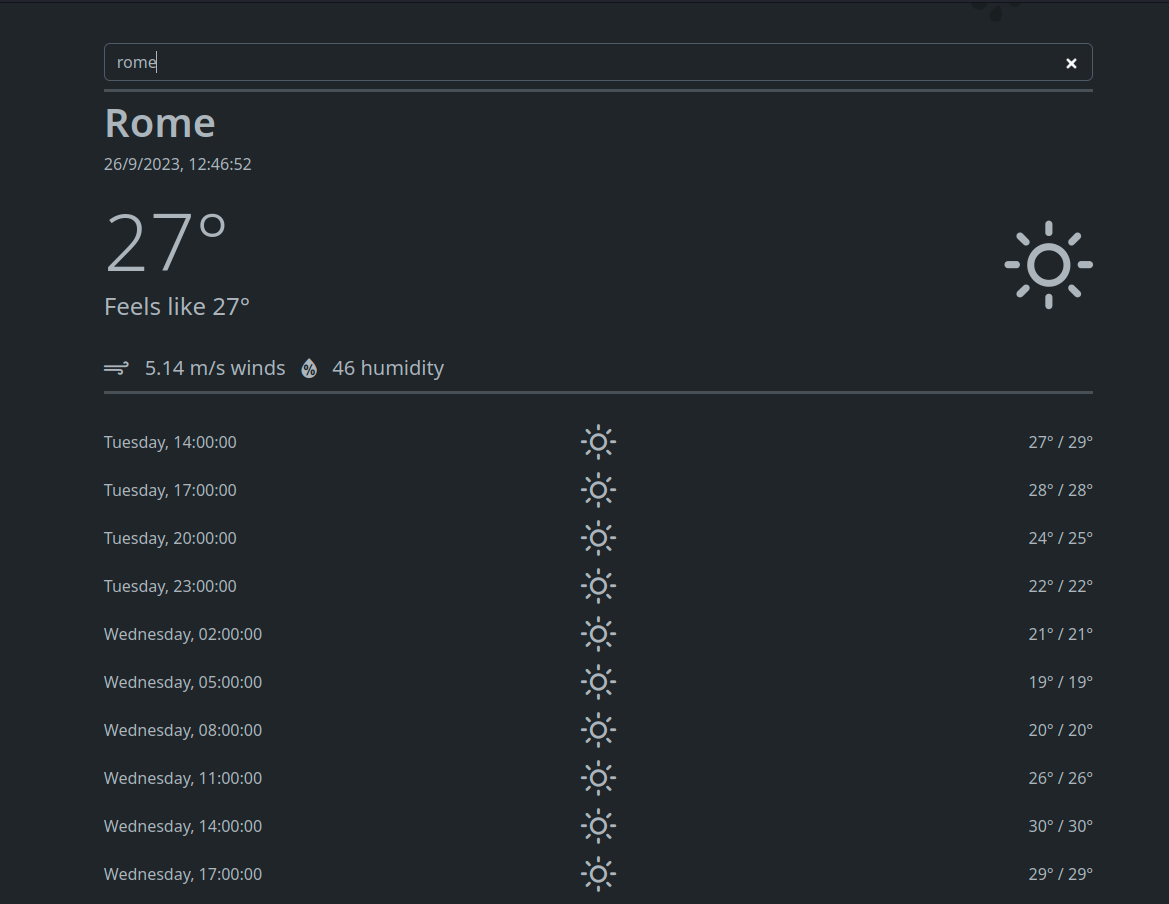 rome
Rome
26/9/2023, 12:46:52
27°
Feels like 27°
5.14 m/s winds % 46 humidity
Tuesday, 14:00:00 27° / 29°
Tuesday, 17:00:00 28° / 28°
Tuesday, 20:00:00 24° / 25°
Tuesday, 23:00:00 22° / 22°
Wednesday, 02:00:00 21° / 21°
Wednesday, 05:00:00 19° / 19°
Wednesday, 08:00:00 20° / 20°
Wednesday, 11:00:00 26° / 26°
Wednesday, 14:00:00 30° / 30°
Wednesday, 17:00:00 29° / 29°